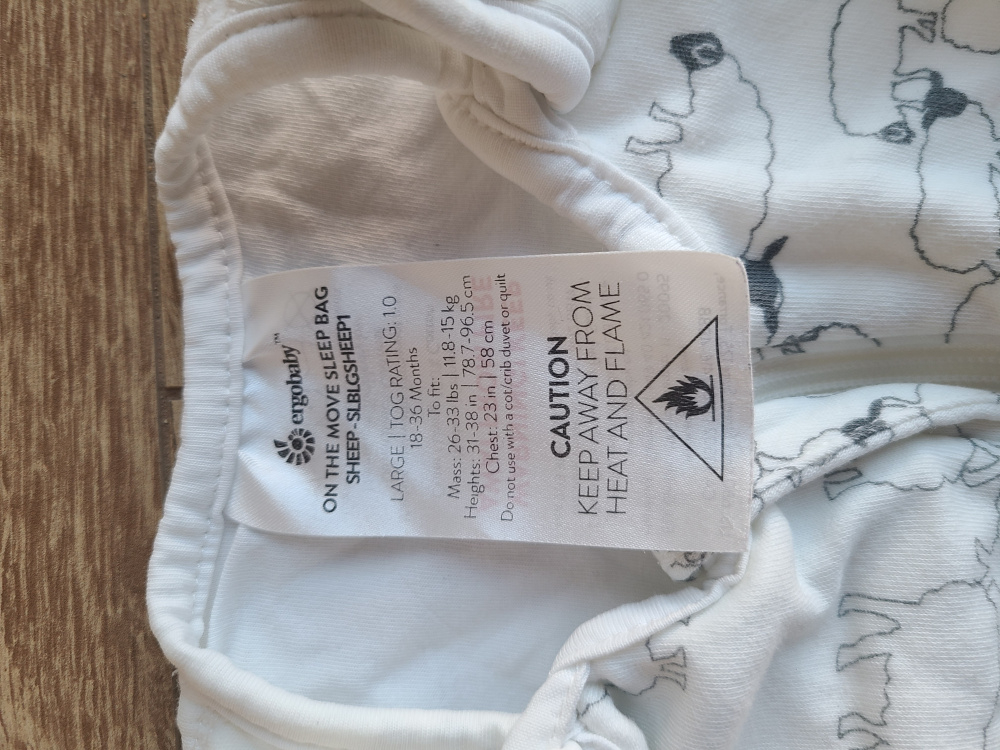 ergobaby™
ON THE MOVE SLEEP BAG
SHEEP-SLBLGSHEEP1
LARGE | TOG RATING: 1.0
18-36 Months
To fit:
Mass: 26-33 lbs | 11.8-15 kg
Heights: 31-38 in | 78.7-96.5 cm
Chest: 23 in | 58 cm
Do not use with a cot/crib duvet or quilt
CAUTION
KEEP AWAY FROM
HEAT AND FLAME